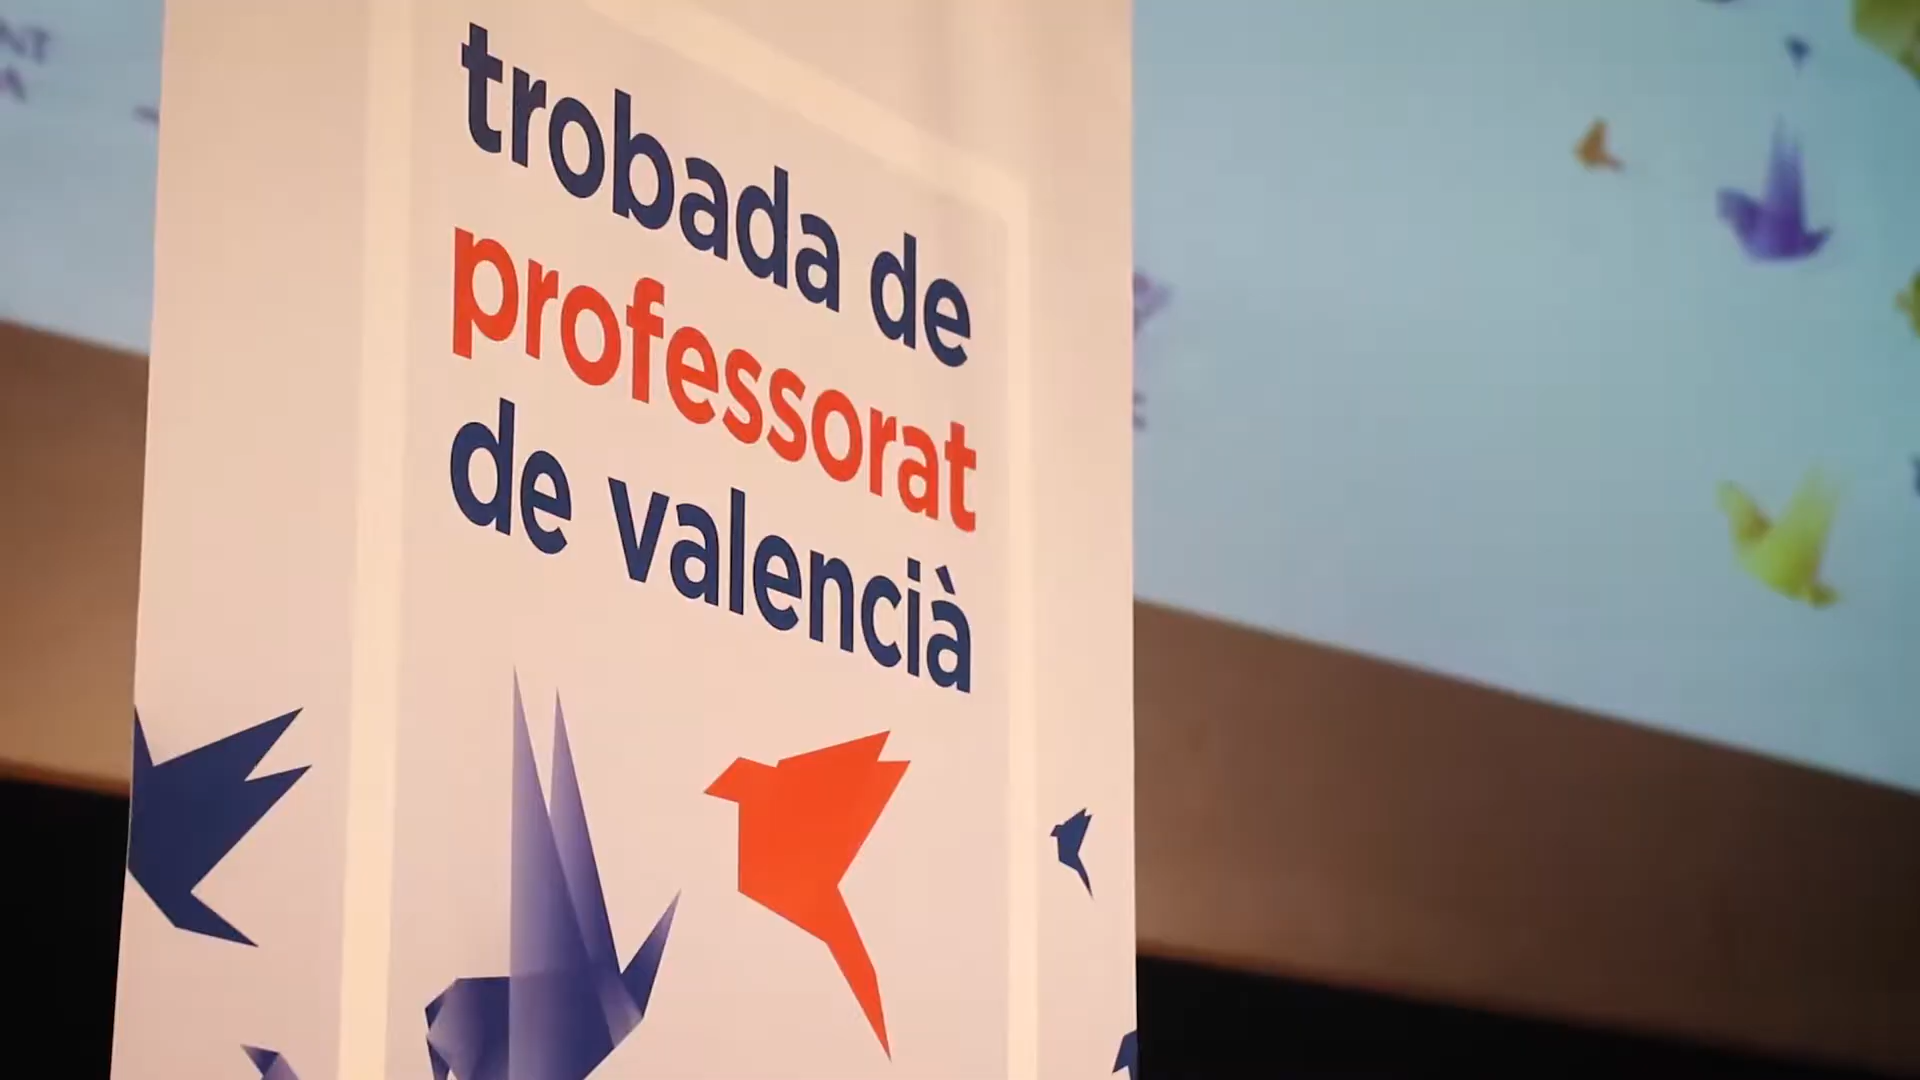 trobada de
professorat
de valencià